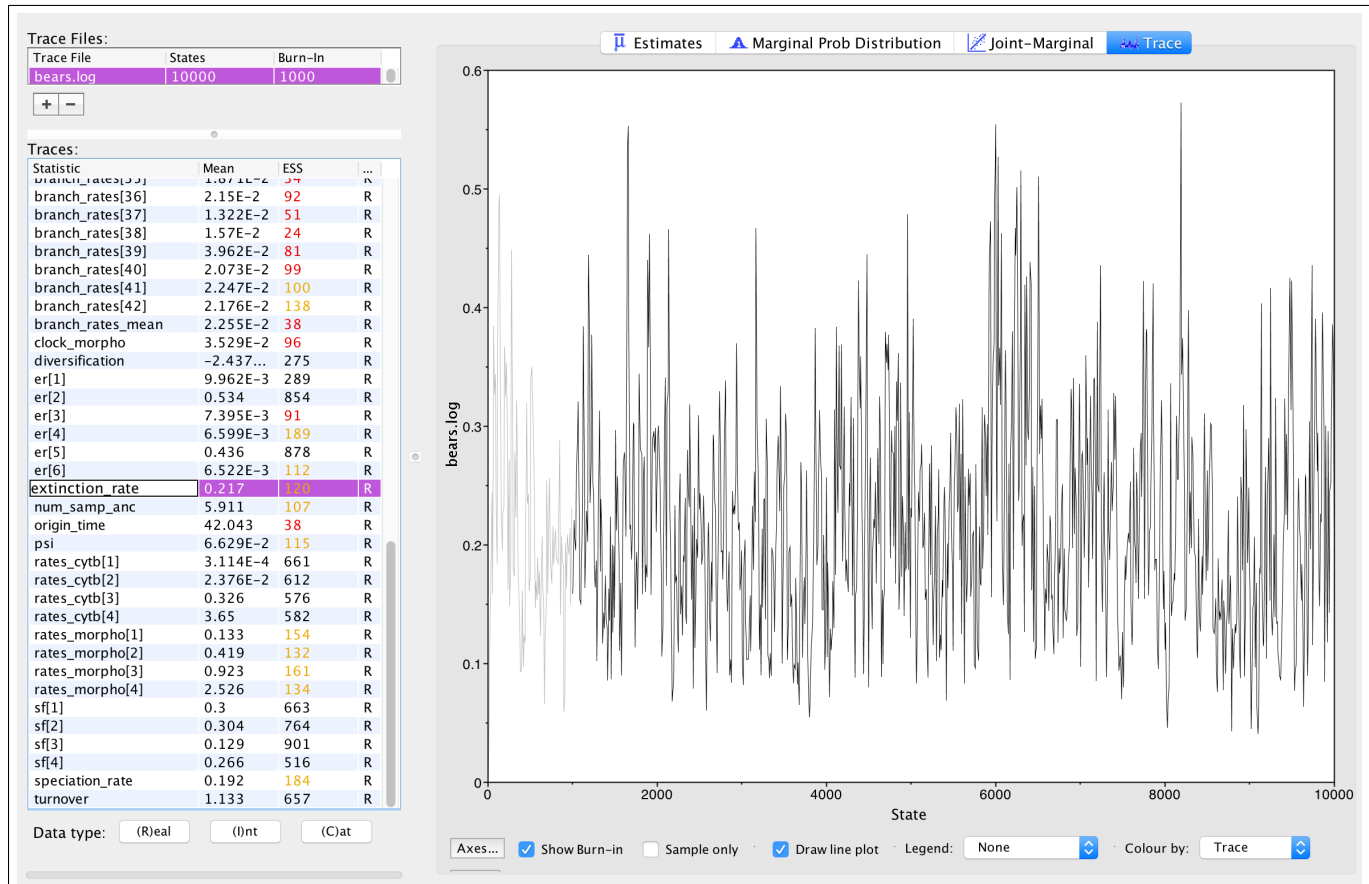 Trace Files:
Trace File States Burn-In
bears.log 10000 1000
+ −
Traces:
Statistic Mean ESS ...
branch_rates[35] 1.871E-2 54 R
branch_rates[36] 2.15E-2 92 R
branch_rates[37] 1.322E-2 51 R
branch_rates[38] 1.57E-2 24 R
branch_rates[39] 3.962E-2 81 R
branch_rates[40] 2.073E-2 99 R
branch_rates[41] 2.247E-2 100 R
branch_rates[42] 2.176E-2 138 R
branch_rates_mean 2.255E-2 38 R
clock_morpho 3.529E-2 96 R
diversification -2.437... 275 R
er[1] 9.962E-3 289 R
er[2] 0.534 854 R
er[3] 7.395E-3 91 R
er[4] 6.599E-3 189 R
er[5] 0.436 878 R
er[6] 6.522E-3 112 R
extinction_rate 0.217 120 R
num_samp_anc 5.911 107 R
origin_time 42.043 38 R
psi 6.629E-2 115 R
rates_cytb[1] 3.114E-4 661 R
rates_cytb[2] 2.376E-2 612 R
rates_cytb[3] 0.326 576 R
rates_cytb[4] 3.65 582 R
rates_morpho[1] 0.133 154 R
rates_morpho[2] 0.419 132 R
rates_morpho[3] 0.923 161 R
rates_morpho[4] 2.526 134 R
sf[1] 0.3 663 R
sf[2] 0.304 764 R
sf[3] 0.129 901 R
sf[4] 0.266 516 R
speciation_rate 0.192 184 R
turnover 1.133 657 R
Data type: (R)eal (I)nt (C)at
μ Estimates Marginal Prob Distribution Joint-Marginal Trace
0.6
0.5
0.4
0.3
0.2
0.1
0
bears.log
0 2000 4000 6000 8000 10000
State
Axes... Show Burn-in Sample only Draw line plot Legend: None Colour by: Trace